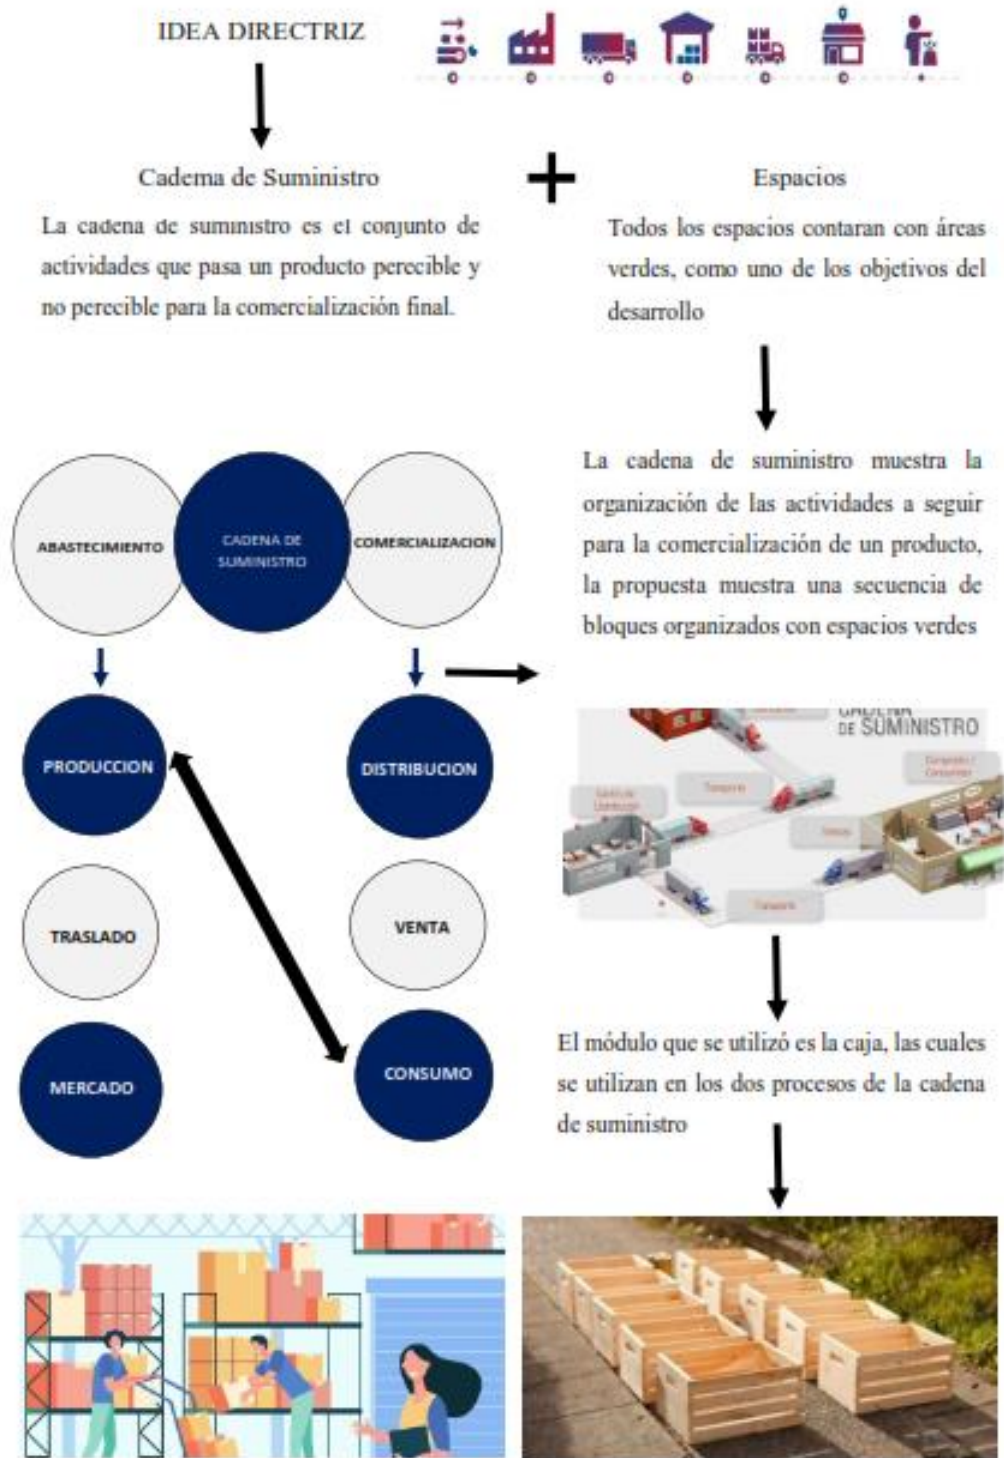 IDEA DIRECTRIZ
Cadema de Suministro
La cadena de suministro es el conjunto de
actividades que pasa un producto perecible y
no perecible para la comercialización final.
Espacios
Todos los espacios contaran con áreas
verdes, como uno de los objetivos del
desarrollo
La cadena de suministro muestra la
organización de las actividades a seguir
para la comercialización de un producto,
la propuesta muestra una secuencia de
bloques organizados con espacios verdes
ABASTECIMIENTO
CADENA DE
SUMINISTRO
COMERCIALIZACION
PRODUCCION
DISTRIBUCION
TRASLADO
VENTA
MERCADO
CONSUMO
CADENA
DE SUMINISTRO
Transporte
Transporte
El módulo que se utilizó es la caja, las cuales
se utilizan en los dos procesos de la cadena
de suministro